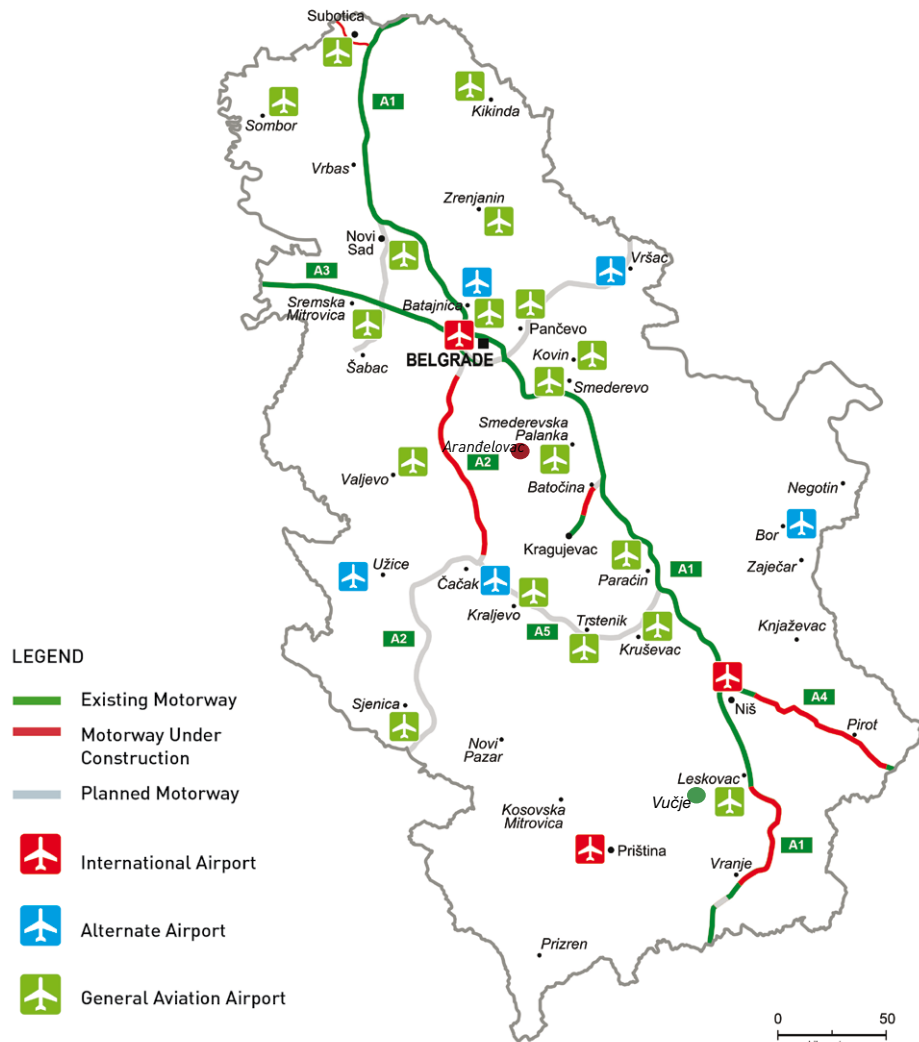 Subotica
A1
Kikinda
Sombor
Vrbas
Zrenjanin
Novi
Sad
A3
Vršac
Sremska
Mitrovica
Batajnica
Pančevo
BELGRADE
Šabac
Kovin
Smederevo
Smederevska
Palanka
Aranđelovac
A2
Valjevo
Batočina
Negotin
Bor
Kragujevac
Užice
Čačak
Paraćin
A1
Zaječar
Kraljevo
A5
Trstenik
Kruševac
Knjaževac
A2
LEGEND
Existing Motorway
Motorway Under
Construction
Planned Motorway
International Airport
Alternate Airport
General Aviation Airport
Sjenica
Niš
A4
Pirot
Novi
Pazar
Leskovac
Vučje
Kosovska
Mitrovica
Priština
A1
Vranje
Prizren
0 50